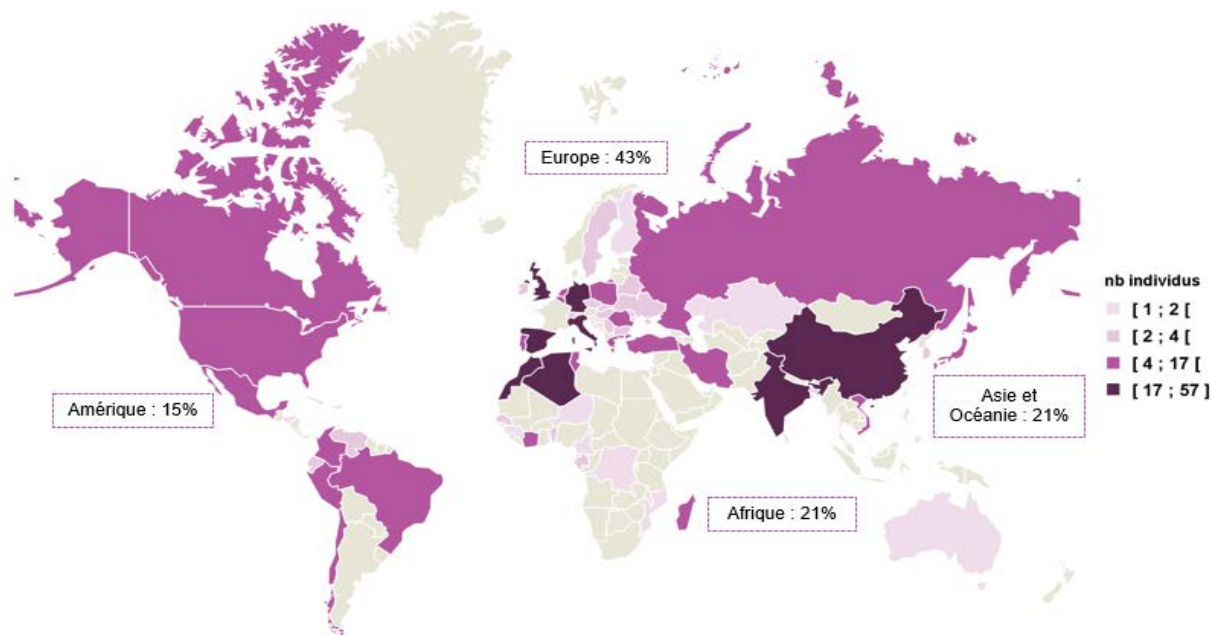 Europe : 43%
nb individus
[ 1 ; 2 [
[ 2 ; 4 [
[ 4 ; 17 [
[ 17 ; 57 ]
Amérique : 15%
Asie et
Océanie : 21%
Afrique : 21%